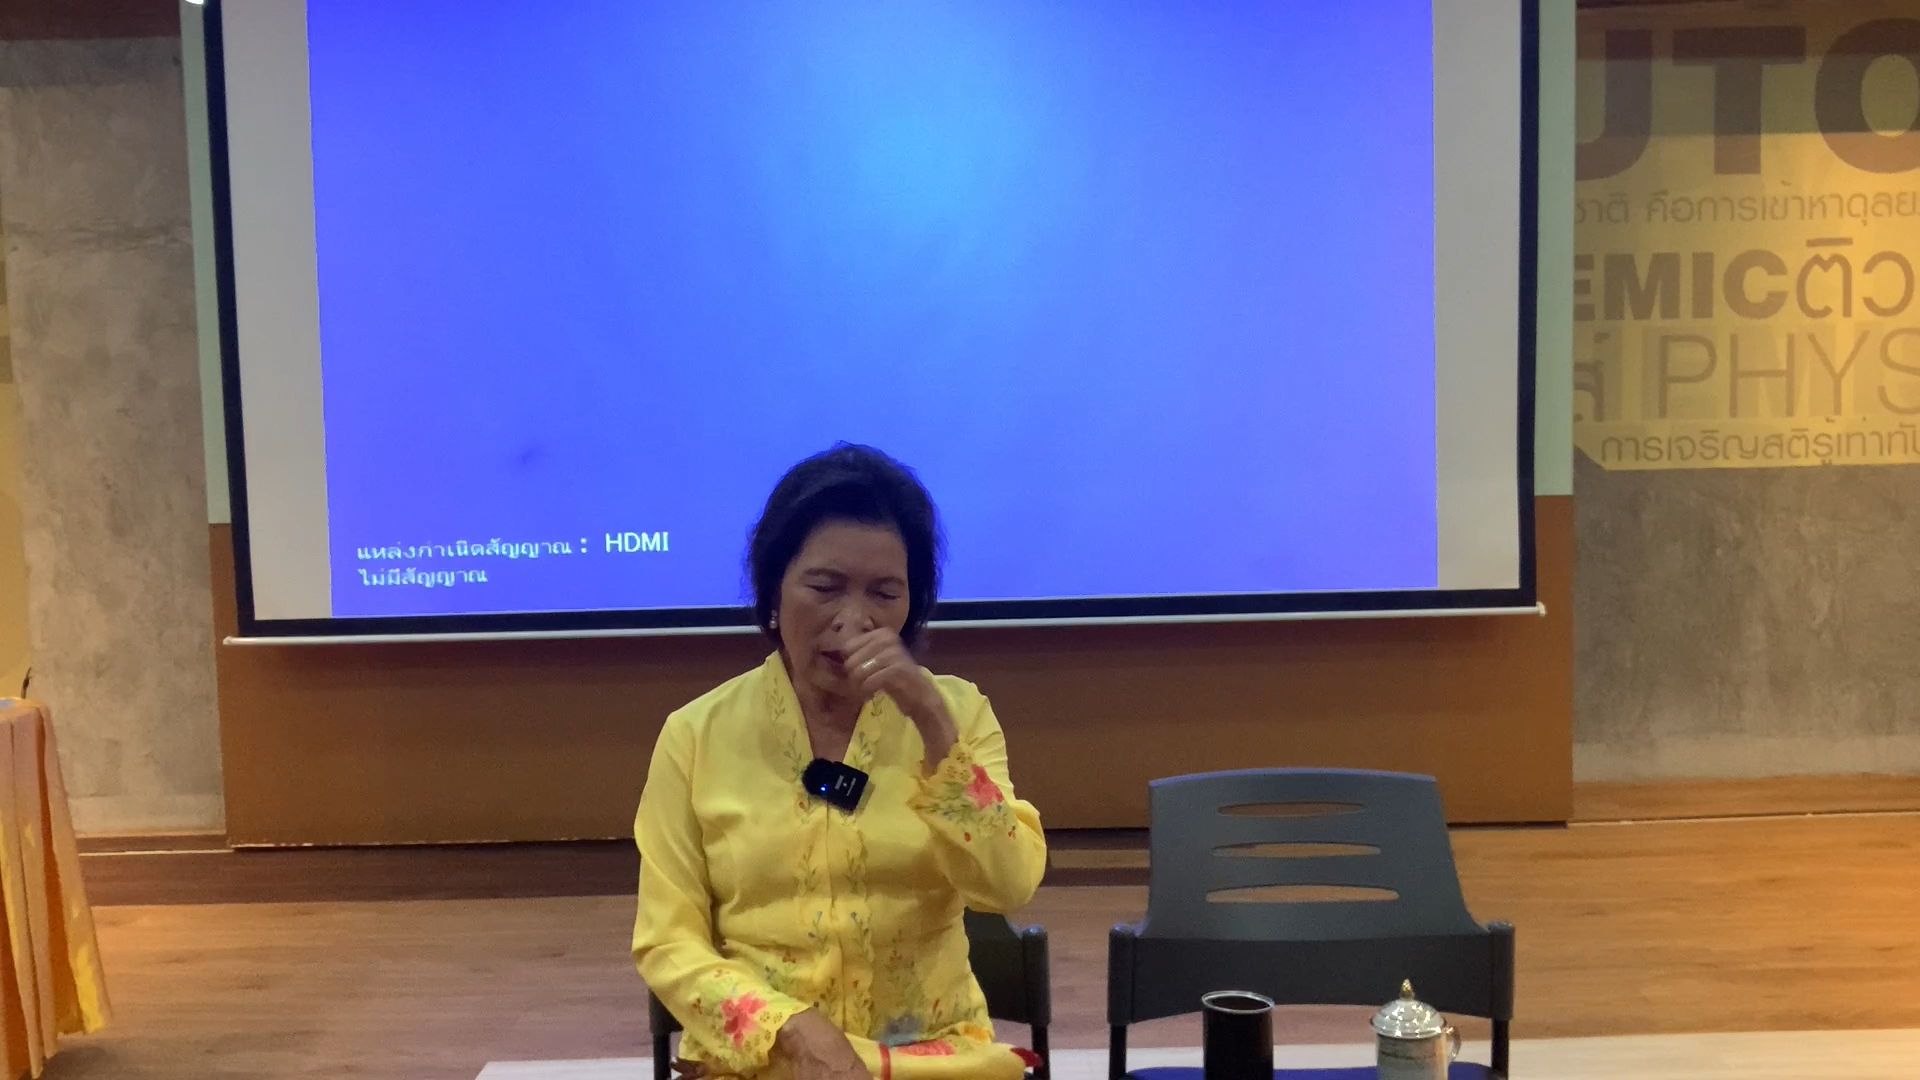 แหล่งกำเนิดสัญญาณ : HDMI
ไม่มีสัญญาณ
UTO
ชาติ คือการเข้าหาดุลย
EMICติว
PHYS
การเจริญสติรู้เท่าทัน